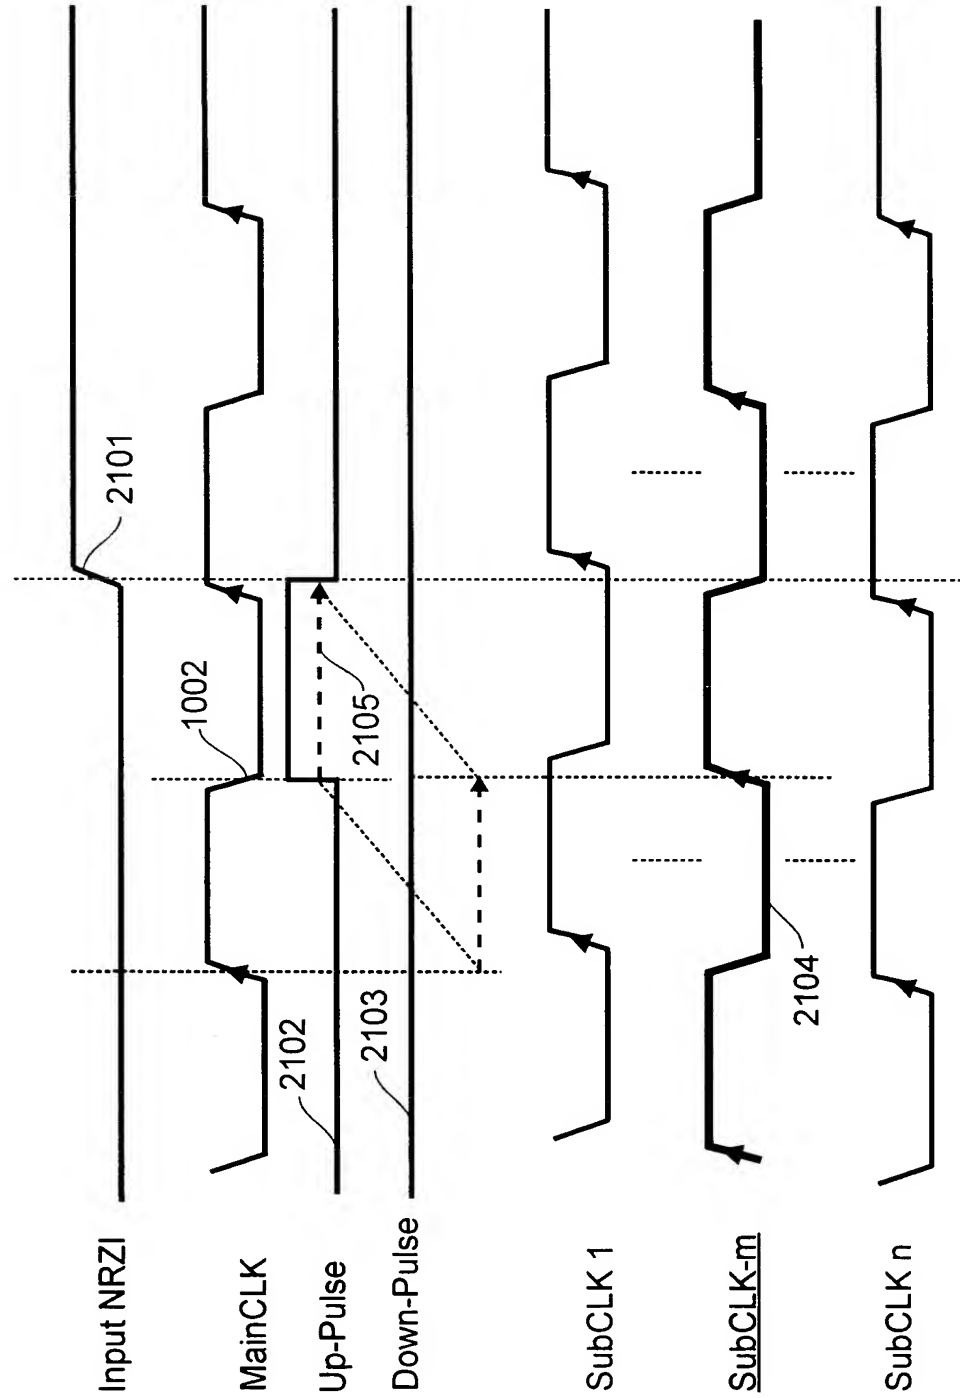 Input NRZI
2101
MainCLK
1002
Up-Pulse
2102
2105
Down-Pulse
2103
SubCLK 1
SubCLK-m
2104
SubCLK n